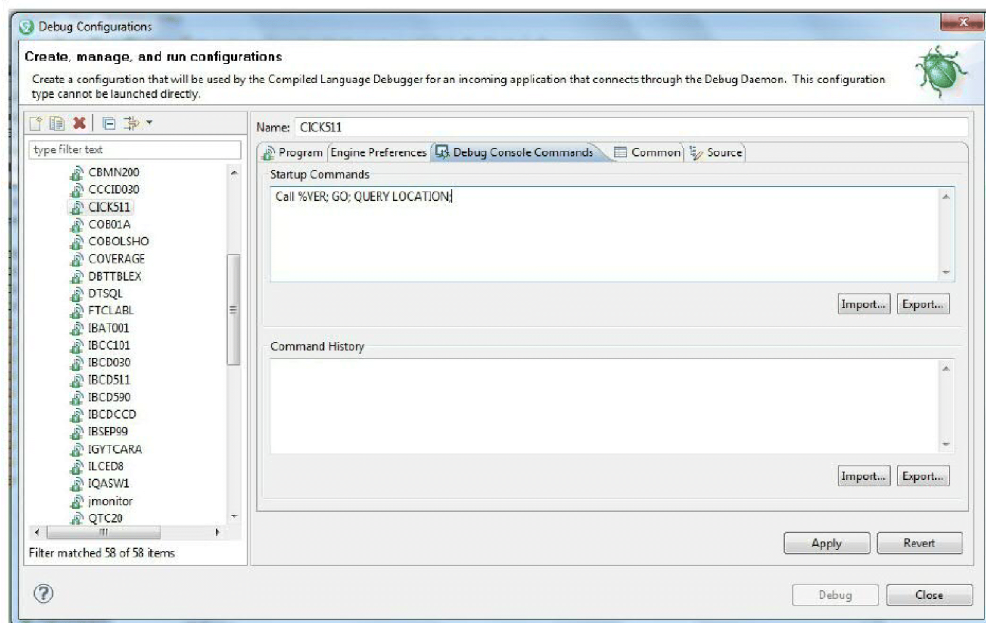 Debug Configurations
Create, manage, and run configurations
Create a configuration that will be used by the Compiled Language Debugger for an incoming application that connects through the Debug Daemon. This configuration
type cannot be launched directly.
type filter text
CBMN200
CCCID030
CICK511
COB01A
COBOLSHO
COVERAGE
DBTTBLEX
DTSQL
FTCLABL
IBAT001
IBCC101
IBCD030
IBCD511
IBCD590
IBCDCCD
IBSEP99
IGYTCARA
ILCED8
IQASW1
jmonitor
QTC20
Filter matched 58 of 58 items
Name: CICK511
Program Engine Preferences Debug Console Commands Common Source
Startup Commands
Call %VER; GO; QUERY LOCATION;
Import... Export...
Command History
Import... Export...
Apply Revert
? Debug Close